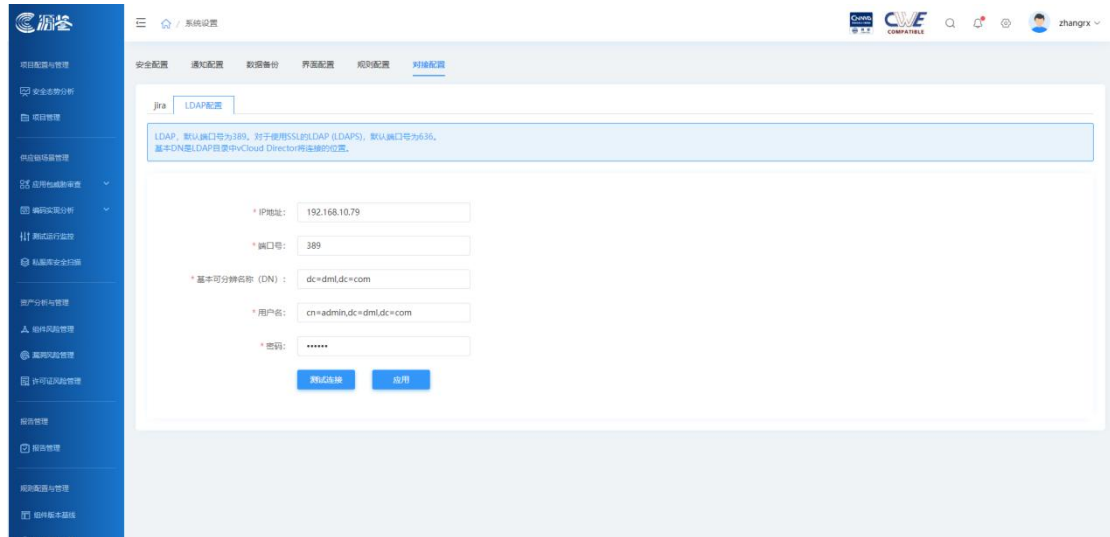 源鉴
/ 系统设置
CWE
COMPATIBLE
zhangrx
项目配置与管理
安全态势分析
项目管理
供应链场景管理
应用包威胁审查
编码实现分析
测试运行监控
私服库安全扫描
资产分析与管理
组件风险管理
漏洞风险管理
许可证风险管理
报告管理
报告管理
规则配置与管理
组件版本基线
安全配置 通知配置 数据备份 界面配置 规则配置 对接配置
jira LDAP配置
LDAP，默认端口号为389。对于使用SSL的LDAP (LDAPS)，默认端口号为636。
基本DN是LDAP目录中vCloud Director将连接的位置。
* IP地址： 192.168.10.79
* 端口号： 389
* 基本可分辨名称（DN）： dc=dml,dc=com
* 用户名： cn=admin,dc=dml,dc=com
* 密码： ••••••
测试连接 应用